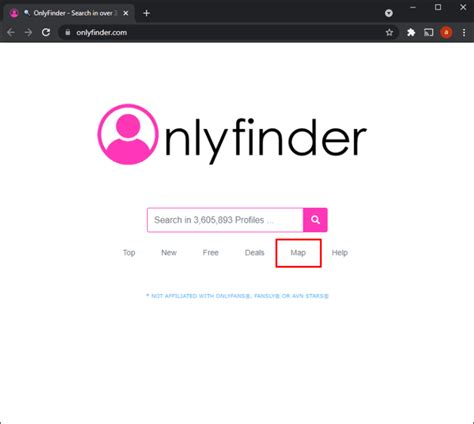 OnlyFinder - Search in over 3
onlyfinder.com
a
nlyfinder
Search in 3,605,893 Profiles ...
Top New Free Deals Map Help
* NOT AFFILIATED WITH ONLYFANS®, FANSLY® OR AVN STARS®